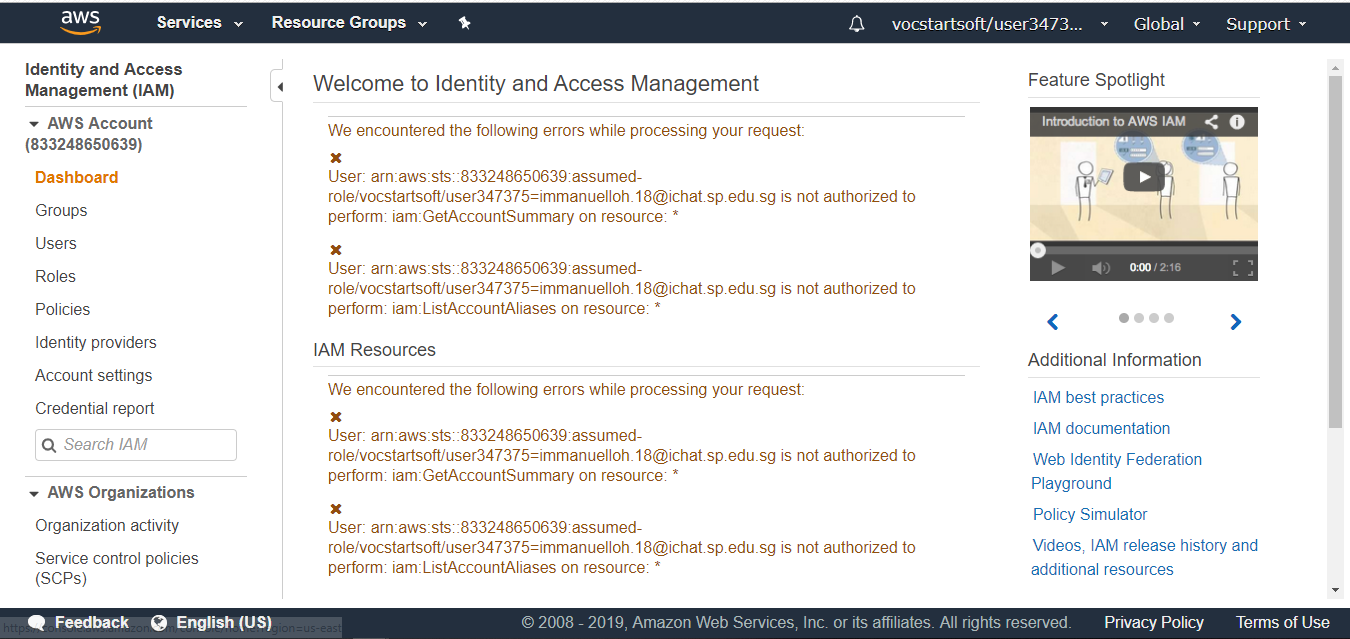 aws
Services
Resource Groups
vocstartsoft/user3473...
Global
Support
Identity and Access
Management (IAM)
AWS Account
(833248650639)
Dashboard
Groups
Users
Roles
Policies
Identity providers
Account settings
Credential report
Search IAM
AWS Organizations
Organization activity
Service control policies
(SCPs)
Welcome to Identity and Access Management
We encountered the following errors while processing your request:
User: arn:aws:sts::833248650639:assumed-
role/vocstartsoft/user347375=immanuelloh.18@ichat.sp.edu.sg is not authorized to
perform: iam:GetAccountSummary on resource: *
User: arn:aws:sts::833248650639:assumed-
role/vocstartsoft/user347375=immanuelloh.18@ichat.sp.edu.sg is not authorized to
perform: iam:ListAccountAliases on resource: *
IAM Resources
We encountered the following errors while processing your request:
User: arn:aws:sts::833248650639:assumed-
role/vocstartsoft/user347375=immanuelloh.18@ichat.sp.edu.sg is not authorized to
perform: iam:GetAccountSummary on resource: *
User: arn:aws:sts::833248650639:assumed-
role/vocstartsoft/user347375=immanuelloh.18@ichat.sp.edu.sg is not authorized to
perform: iam:ListAccountAliases on resource: *
Feature Spotlight
Introduction to AWS IAM
0:00 / 2:16
Additional Information
IAM best practices
IAM documentation
Web Identity Federation
Playground
Policy Simulator
Videos, IAM release history and
additional resources
Feedback
English (US)
© 2008 - 2019, Amazon Web Services, Inc. or its affiliates. All rights reserved.
Privacy Policy
Terms of Use